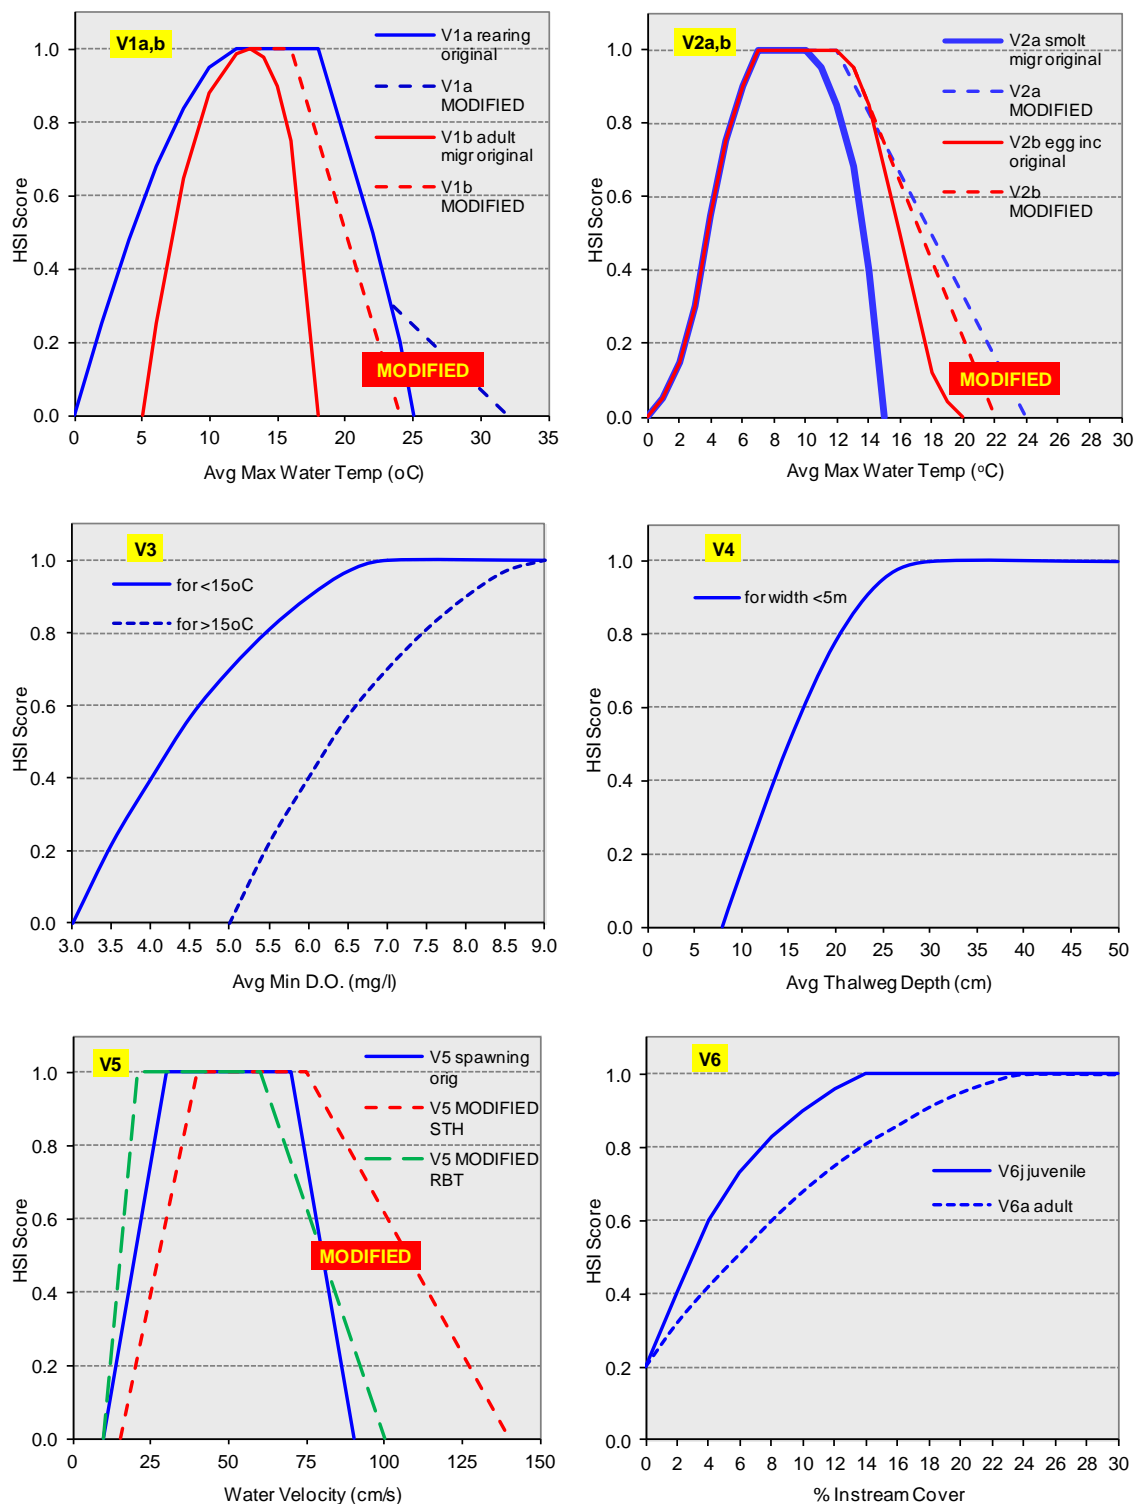 V1a,b
V1a rearing
original
V1a
MODIFIED
V1b adult
migr original
V1b
MODIFIED
HSI Score
1.0
0.8
0.6
0.4
0.2
0.0
MODIFIED
0 5 10 15 20 25 30 35
Avg Max Water Temp (oC)
V2a,b
V2a smolt
migr original
V2a
MODIFIED
V2b egg inc
original
V2b
MODIFIED
HSI Score
1.0
0.8
0.6
0.4
0.2
0.0
MODIFIED
0 2 4 6 8 10 12 14 16 18 20 22 24 26 28 30
Avg Max Water Temp (°C)
V3
for <15oC
for >15oC
HSI Score
1.0
0.8
0.6
0.4
0.2
0.0
3.0 3.5 4.0 4.5 5.0 5.5 6.0 6.5 7.0 7.5 8.0 8.5 9.0
Avg Min D.O. (mg/l)
V4
for width <5m
HSI Score
1.0
0.8
0.6
0.4
0.2
0.0
0 5 10 15 20 25 30 35 40 45 50
Avg Thalweg Depth (cm)
V5
V5 spawning
orig
V5 MODIFIED
STH
V5 MODIFIED
RBT
HSI Score
1.0
0.8
0.6
0.4
0.2
0.0
MODIFIED
0 25 50 75 100 125 150
Water Velocity (cm/s)
V6
V6j juvenile
V6a adult
HSI Score
1.0
0.8
0.6
0.4
0.2
0.0
0 2 4 6 8 10 12 14 16 18 20 22 24 26 28 30
% Instream Cover